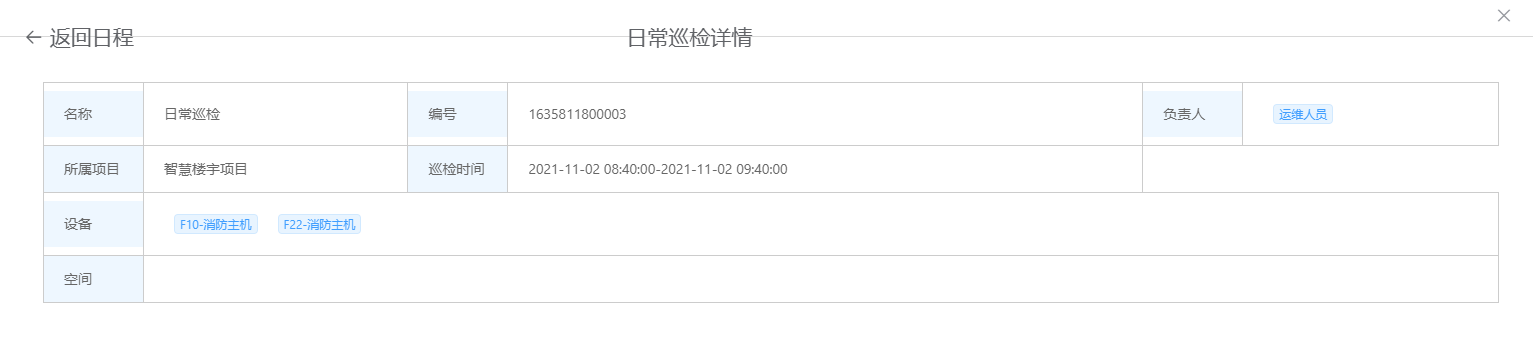 ← 返回日程 日常巡检详情
名称 日常巡检 编号 1635811800003 负责人 运维人员
所属项目 智慧楼宇项目 巡检时间 2021-11-02 08:40:00-2021-11-02 09:40:00
设备 F10-消防主机 F22-消防主机
空间